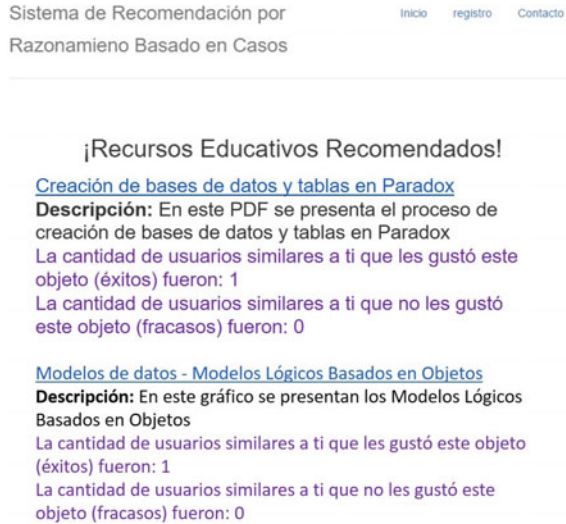 Sistema de Recomendación por
Razonamieno Basado en Casos
Inicio registro Contacto
¡Recursos Educativos Recomendados!
Creación de bases de datos y tablas en Paradox
Descripción: En este PDF se presenta el proceso de
creación de bases de datos y tablas en Paradox
La cantidad de usuarios similares a ti que les gustó este
objeto (éxitos) fueron: 1
La cantidad de usuarios similares a ti que no les gustó
este objeto (fracasos) fueron: 0
Modelos de datos - Modelos Lógicos Basados en Objetos
Descripción: En este gráfico se presentan los Modelos Lógicos
Basados en Objetos
La cantidad de usuarios similares a ti que les gustó este objeto
(éxitos) fueron: 1
La cantidad de usuarios similares a ti que no les gustó este
objeto (fracasos) fueron: 0